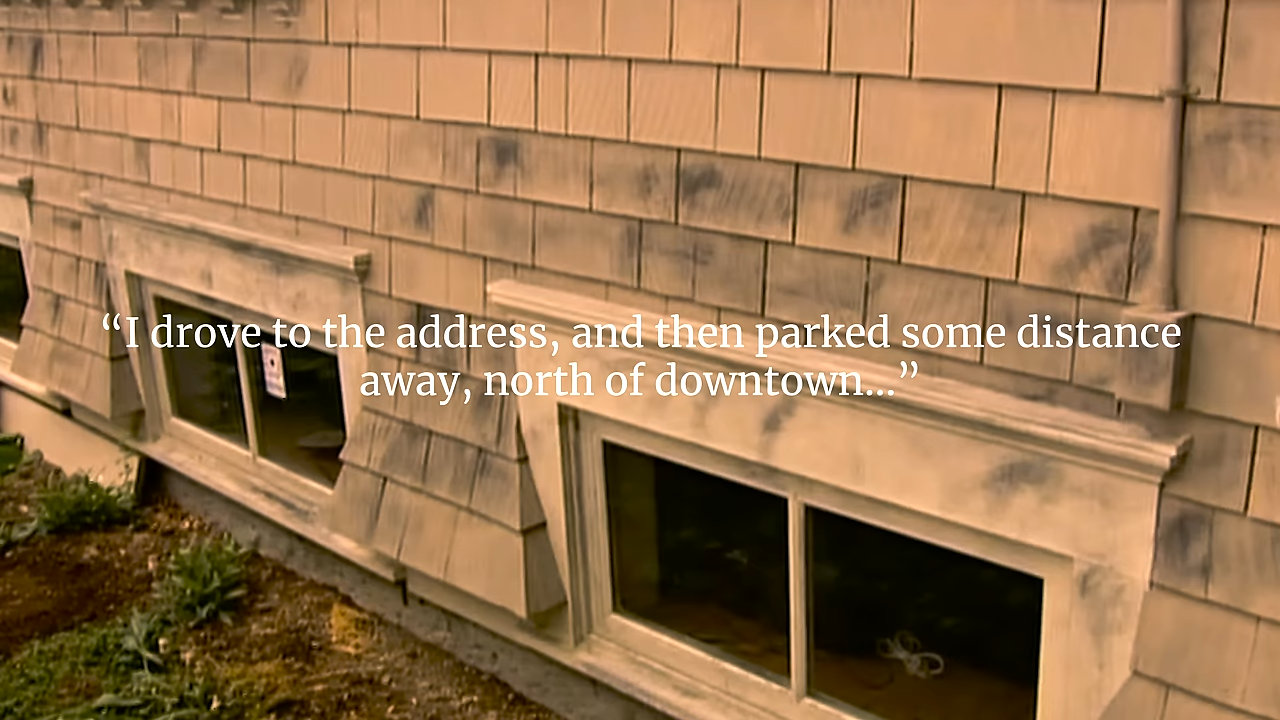 “I drove to the address, and then parked some distance
away, north of downtown...”